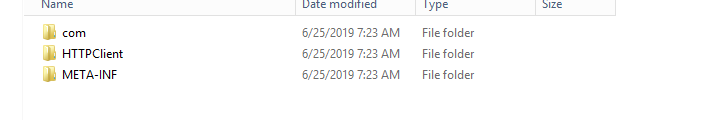 Name Date modified Type Size
com 6/25/2019 7:23 AM File folder
HTTPClient 6/25/2019 7:23 AM File folder
META-INF 6/25/2019 7:23 AM File folder